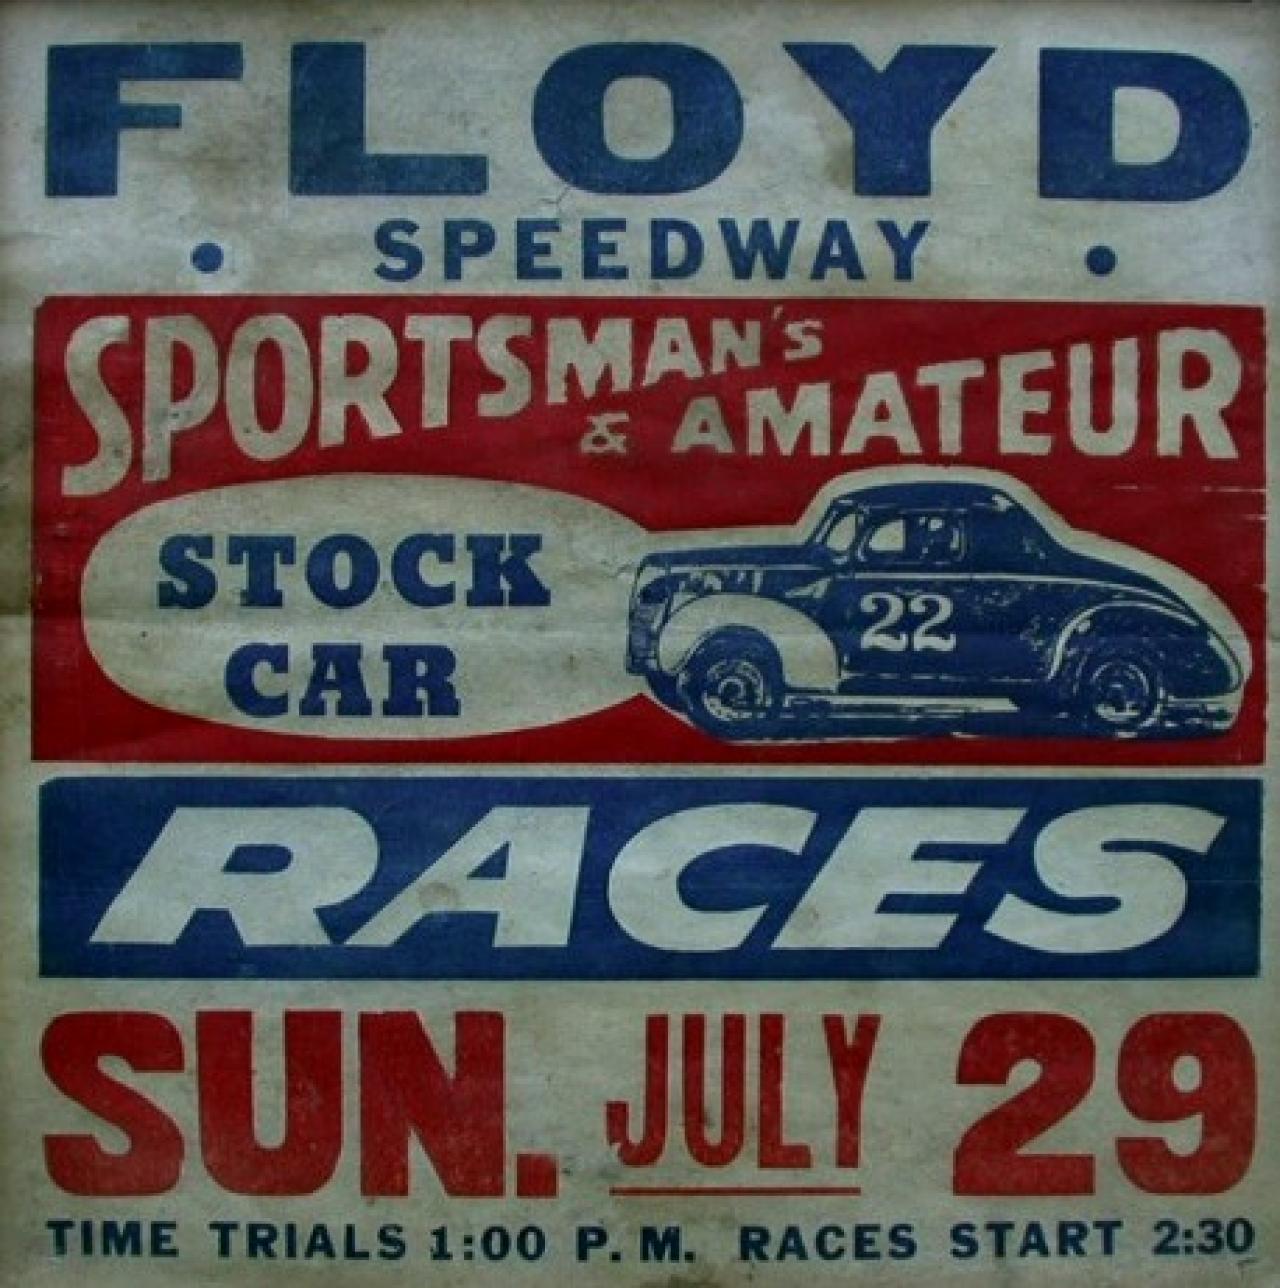 FLOYD
• SPEEDWAY •
SPORTSMAN'S
& AMATEUR
STOCK
CAR
22
RACES
SUN. JULY 29
TIME TRIALS 1:00 P. M. RACES START 2:30